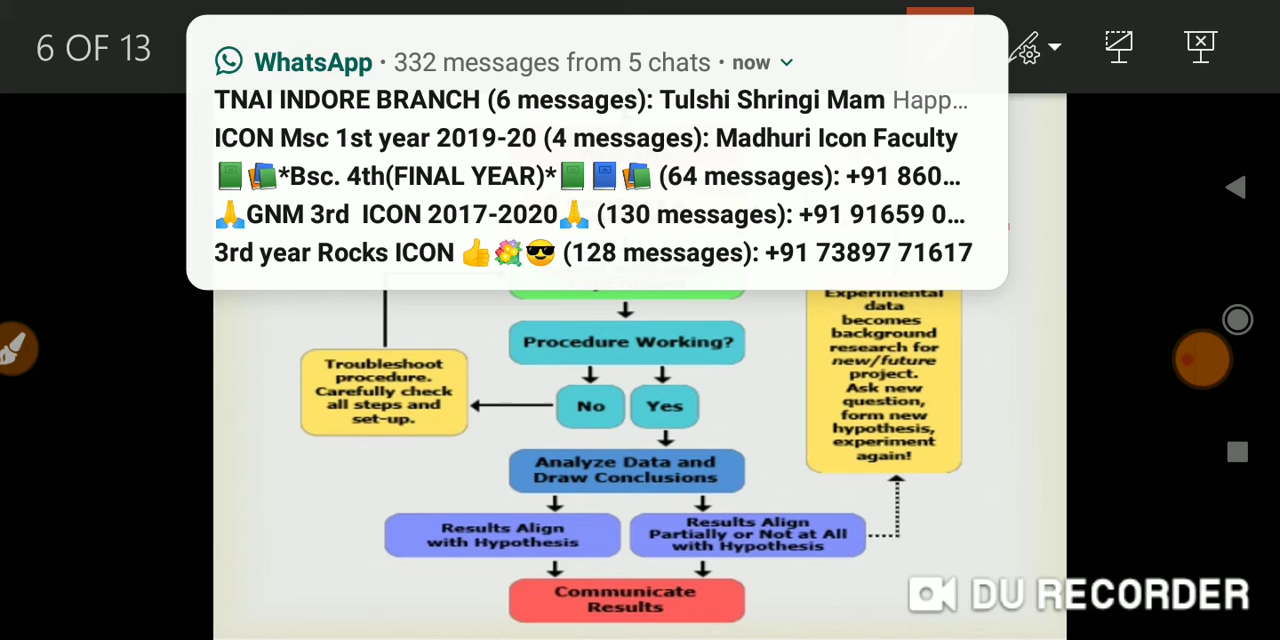 6 OF 13
WhatsApp • 332 messages from 5 chats • now
TNAI INDORE BRANCH (6 messages): Tulshi Shringi Mam Happ...
ICON Msc 1st year 2019-20 (4 messages): Madhuri Icon Faculty
📗📚*Bsc. 4th(FINAL YEAR)*📗📘📚 (64 messages): +91 860...
🙏GNM 3rd ICON 2017-2020🙏 (130 messages): +91 91659 0...
3rd year Rocks ICON 👍💐😎 (128 messages): +91 73897 71617
Procedure Working?
No
Yes
Troubleshoot
procedure.
Carefully check
all steps and
set-up.
Analyze Data and
Draw Conclusions
Results Align
with Hypothesis
Results Align
Partially or Not at All
with Hypothesis
Communicate
Results
Experimental
data
becomes
background
research for
new/future
project.
Ask new
question,
form new
hypothesis,
experiment
again!
DU RECORDER